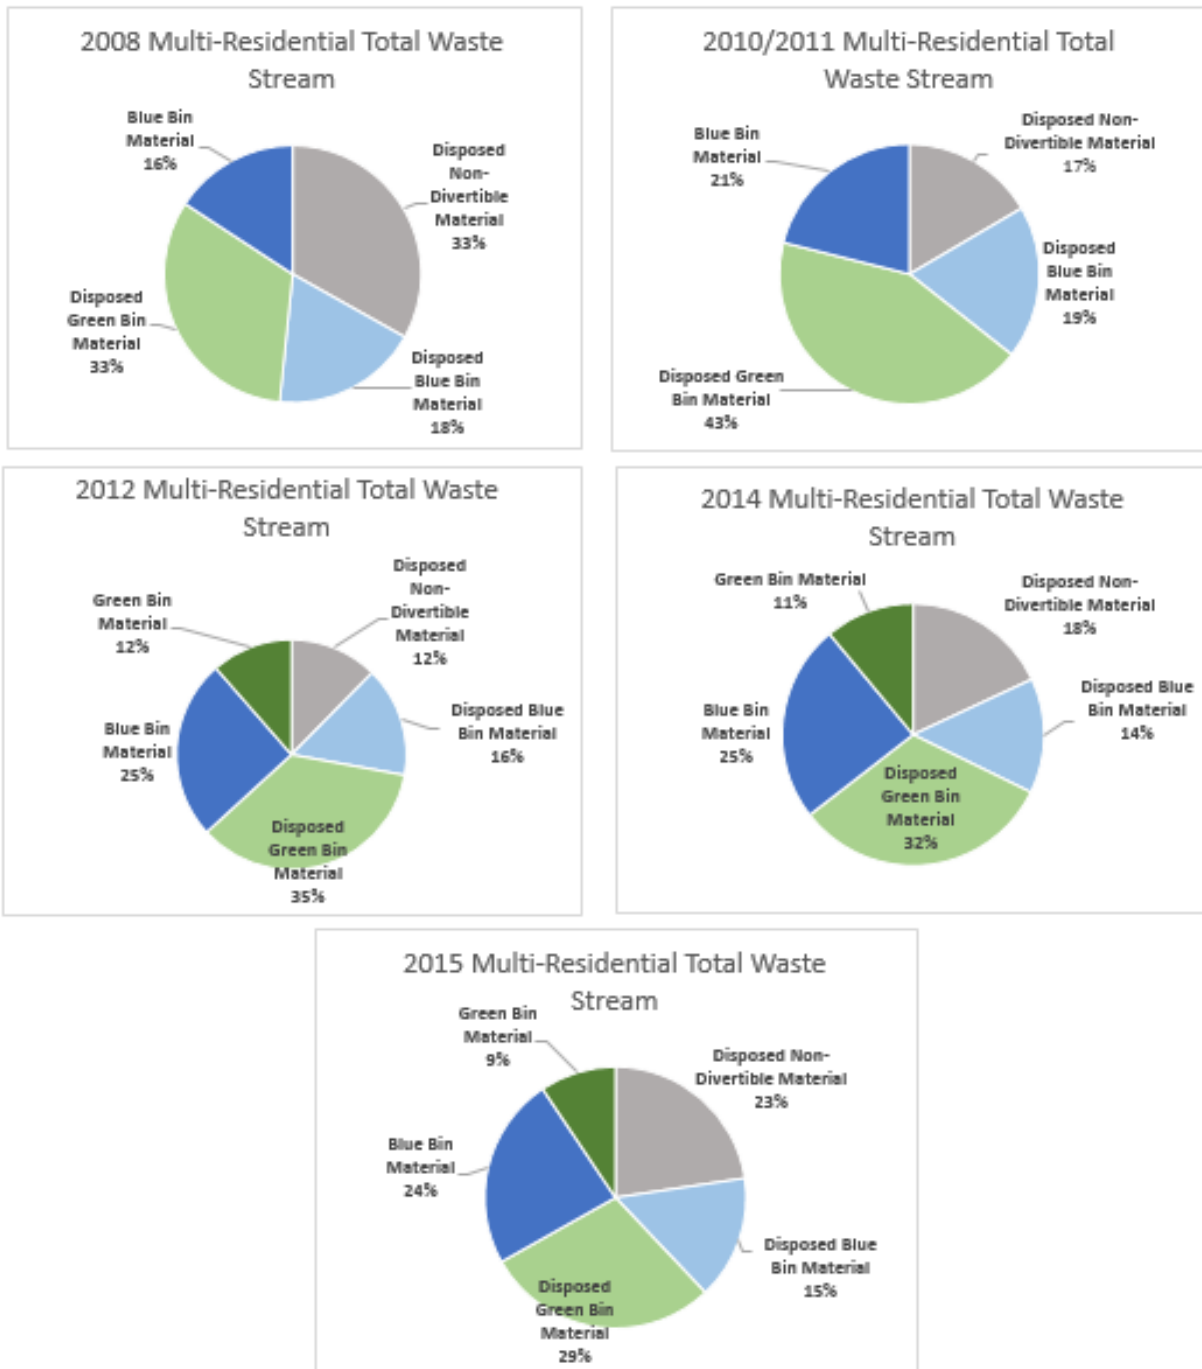 2008 Multi-Residential Total Waste
Stream
Blue Bin
Material
16%
Disposed
Non-
Divertible
Material
33%
Disposed
Green Bin
Material
33%
Disposed
Blue Bin
Material
18%
2010/2011 Multi-Residential Total
Waste Stream
Blue Bin
Material
21%
Disposed Non-
Divertible Material
17%
Disposed
Blue Bin
Material
19%
Disposed Green
Bin Material
43%
2012 Multi-Residential Total Waste
Stream
Green Bin
Material
12%
Disposed
Non-
Divertible
Material
12%
Blue Bin
Material
25%
Disposed Blue
Bin Material
16%
Disposed
Green Bin
Material
35%
2014 Multi-Residential Total Waste
Stream
Green Bin Material
11%
Disposed Non-
Divertible Material
18%
Blue Bin
Material
25%
Disposed Blue
Bin Material
14%
Disposed
Green Bin
Material
32%
2015 Multi-Residential Total Waste
Stream
Green Bin
Material
9%
Disposed Non-
Divertible Material
23%
Blue Bin
Material
24%
Disposed Blue
Bin Material
15%
Disposed
Green Bin
Material
29%